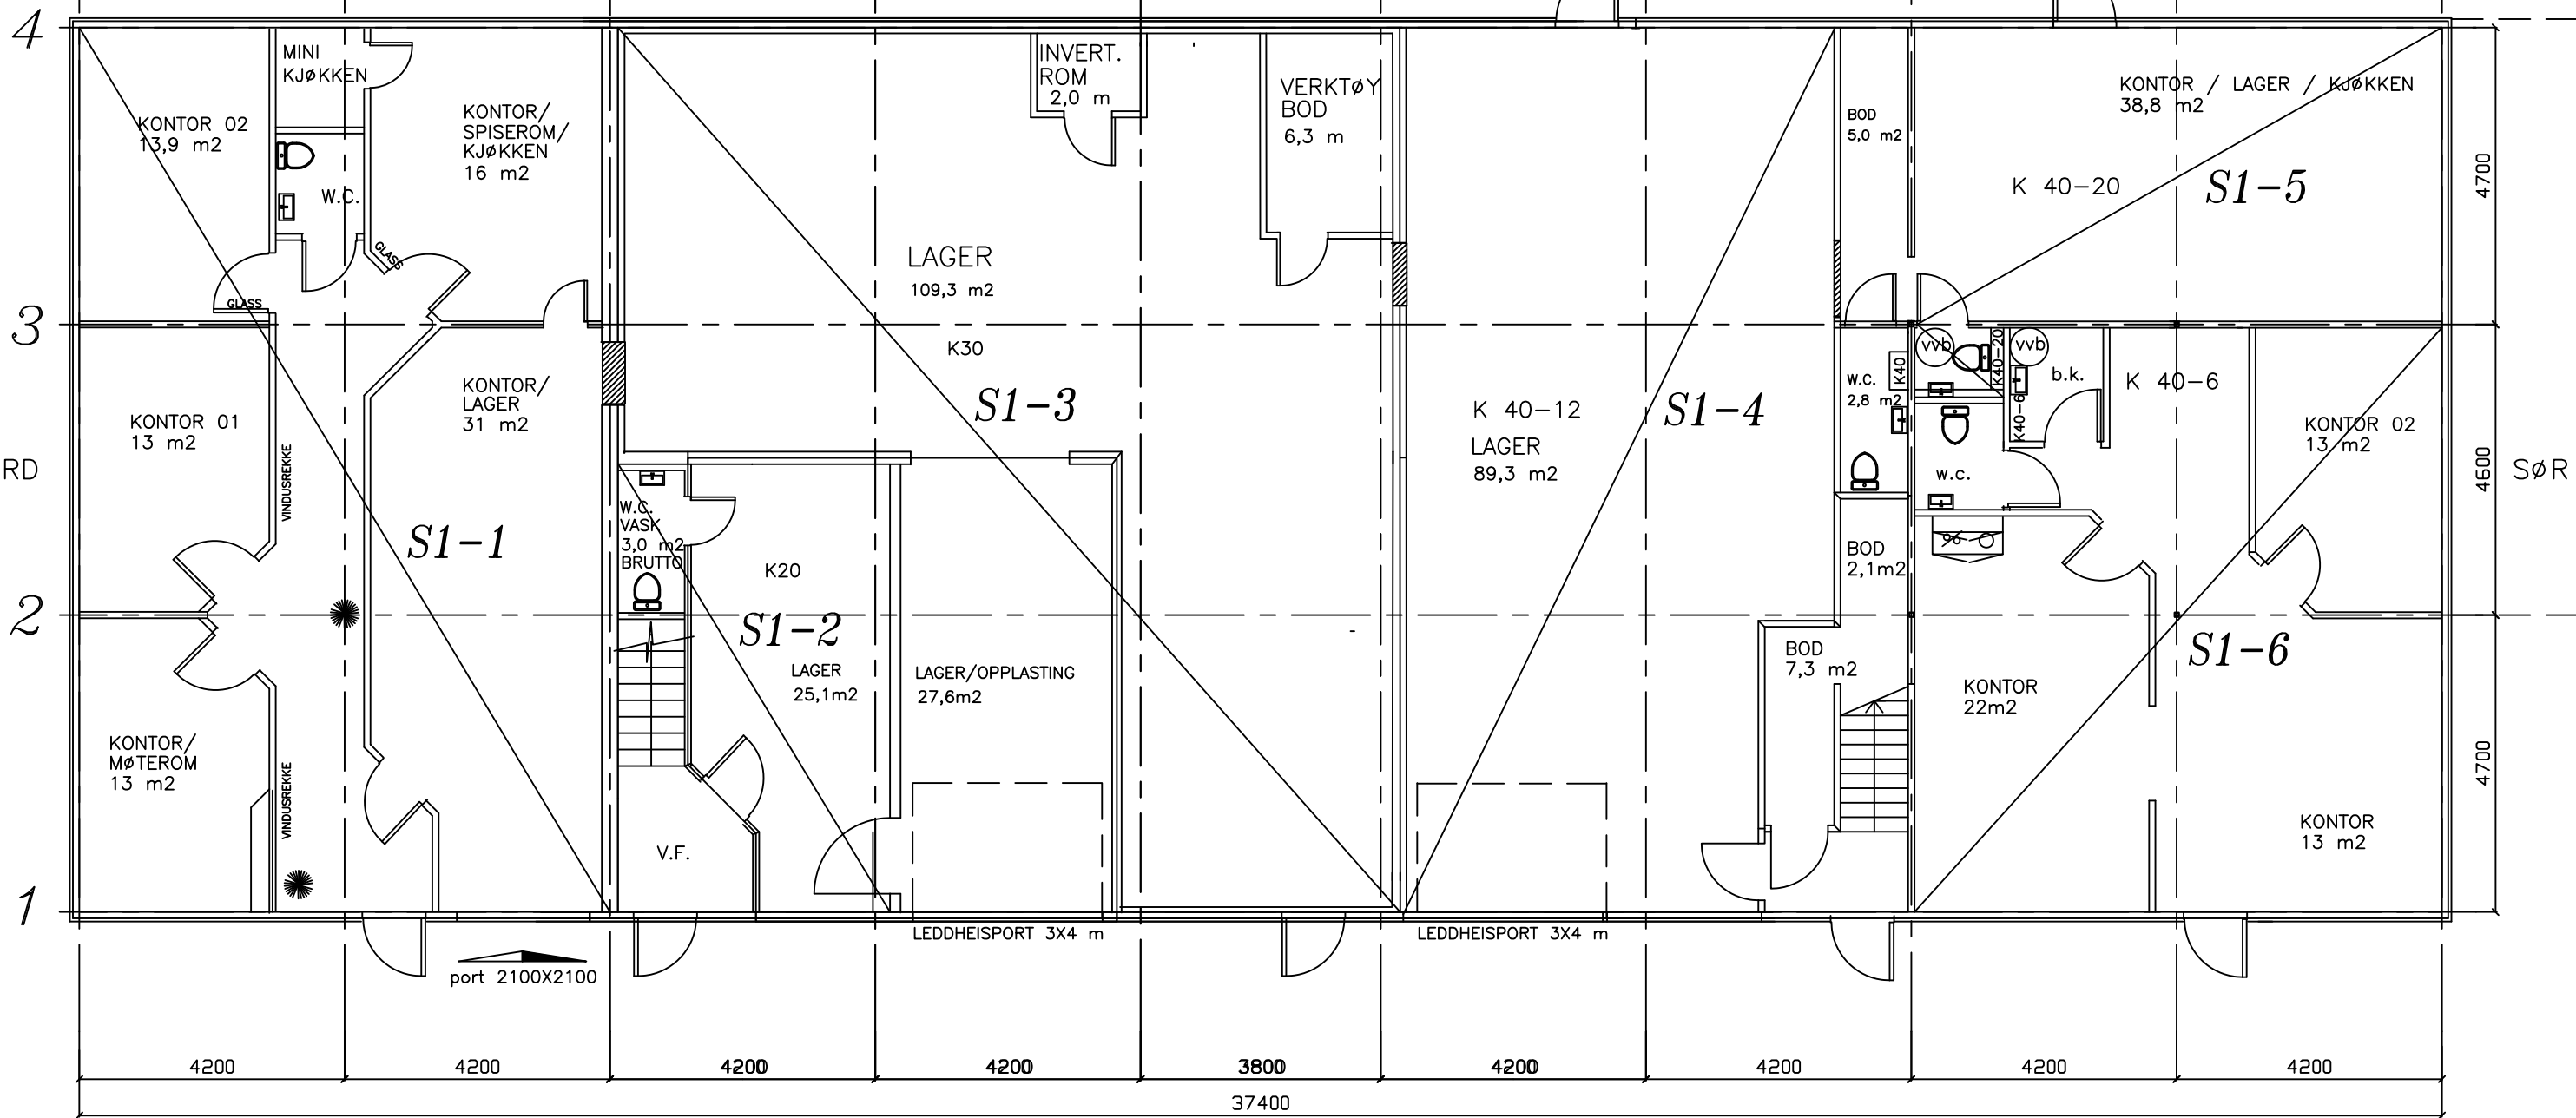 4
MINI
KJØKKEN
KONTOR 02
13,9 m2
W.C.
KONTOR/
SPISEROM/
KJØKKEN
16 m2
GLASS
GLASS
INVERT.
ROM
2,0 m
VERKTØY
BOD
6,3 m
LAGER
109,3 m2
BOD
5,0 m2
KONTOR / LAGER / KJØKKEN
38,8 m2
K 40-20
S1-5
4700
3
KONTOR 01
13 m2
VINDUSREKKE
KONTOR/
LAGER
31 m2
S1-1
K30
S1-3
K 40-12
LAGER
89,3 m2
S1-4
W.C.
2,8 m2
K40
vvb
K40-20
vvb
K40-6
b.k.
K 40-6
KONTOR 02
13 m2
w.c.
4600
RD
SØR
W.C.
VASK
3,0 m2
BRUTTO
K20
S1-2
LAGER
25,1m2
LAGER/OPPLASTING
27,6m2
BOD
2,1m2
2
BOD
7,3 m2
S1-6
KONTOR
22m2
KONTOR/
MØTEROM
13 m2
VINDUSREKKE
V.F.
KONTOR
13 m2
4700
1
LEDDHEISPORT 3X4 m
LEDDHEISPORT 3X4 m
port 2100X2100
4200
4200
4200
4200
3800
4200
4200
4200
4200
37400